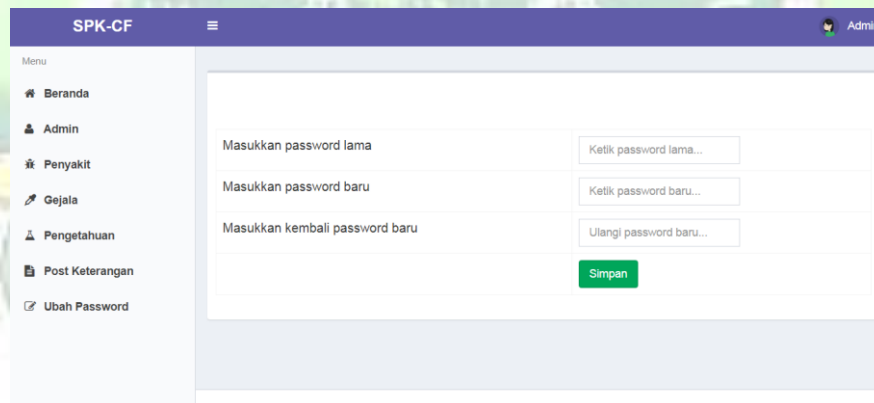 SPK-CF
Admin
Menu
Beranda
Admin
Penyakit
Gejala
Pengetahuan
Post Keterangan
Ubah Password
Masukkan password lama
Ketik password lama...
Masukkan password baru
Ketik password baru...
Masukkan kembali password baru
Ulangi password baru...
Simpan